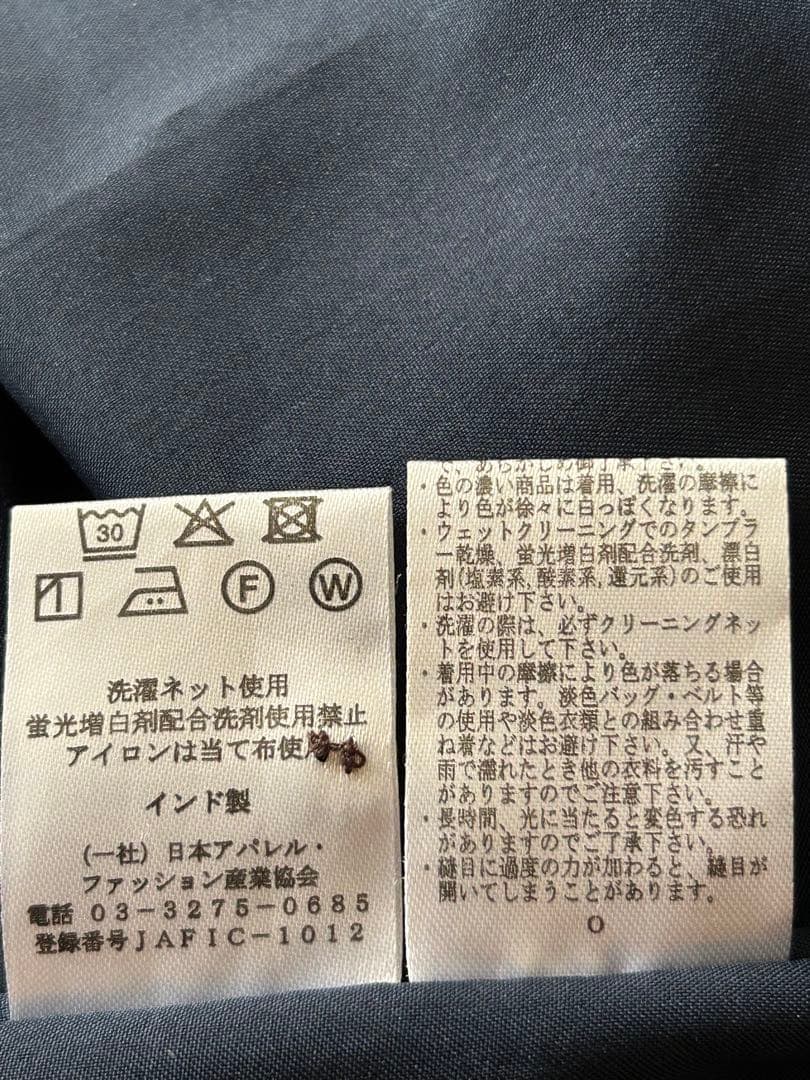 30
F W
洗濯ネット使用
蛍光増白剤配合洗剤使用禁止
アイロンは当て布使
インド製
(一社) 日本アパレル・
ファッション産業協会
電話 03-3275-0685
登録番号JAFIC-1012
で、あらかじめ御了承下さい。
・色の濃い商品は着用、洗濯の摩擦に
より色が徐々に白っぽくなります。
・ウェットクリーニングでのタンブラ
ー乾燥、蛍光増白剤配合洗剤、漂白
剤(塩素系,酸素系,還元系)のご使用
はお避け下さい。
・洗濯の際は、必ずクリーニングネッ
トを使用して下さい。
・着用中の摩擦により色が落ちる場合
があります。淡色バッグ・ベルト等
の使用や淡色衣類との組み合わせ重
ね着などはお避け下さい。又、汗や
雨で濡れたとき他の衣料を汚すこと
がありますのでご注意下さい。
・長時間、光に当たると変色する恐れ
がありますのでご了承下さい。
・縫目に過度の力が加わると、縫目が
開いてしまうことがあります。
O